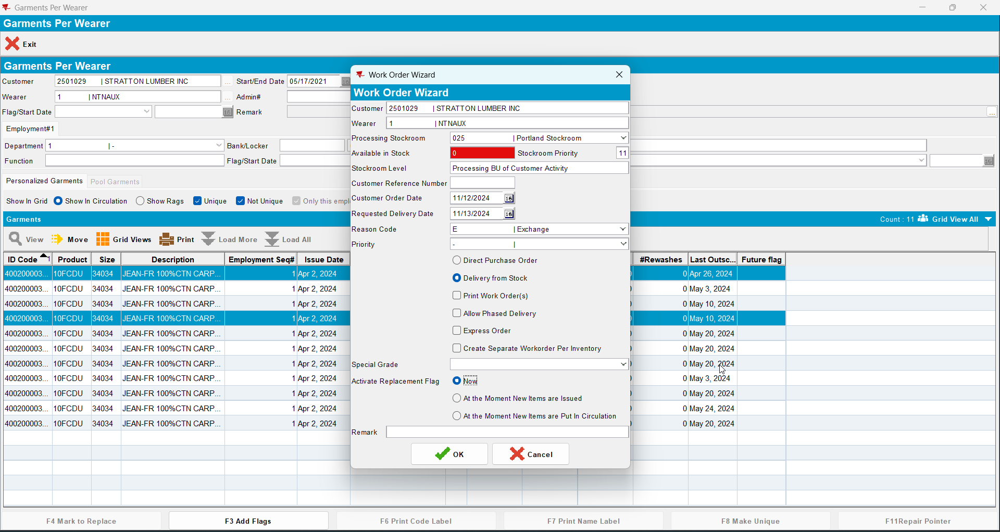 Garments Per Wearer
Garments Per Wearer
Exit
Garments Per Wearer
Customer 2501029 | STRATTON LUMBER INC ... Start/End Date 05/17/2021
Wearer 1 | NTNAUX ... Admin#
Flag/Start Date Remark ...
Employment#1
Department 1 | - Bank/Locker
Function Flag/Start Date
Personalized Garments Pool Garments
Show In Grid Show In Circulation Show Rags Unique Not Unique Only this empl
Garments Count : 11 Grid View All
View Move Grid Views Print Load More Load All
ID Code 1 Product Size Description Employment Seq# Issue Date #Rewashes Last Outsc... Future flag
400200003... 10FCDU 34034 JEAN-FR 100%CTN CARP... 1 Apr 2, 2024 0 Apr 26, 2024
400200003... 10FCDU 34034 JEAN-FR 100%CTN CARP... 1 Apr 2, 2024 0 May 3, 2024
400200003... 10FCDU 34034 JEAN-FR 100%CTN CARP... 1 Apr 2, 2024 0 May 10, 2024
400200003... 10FCDU 34034 JEAN-FR 100%CTN CARP... 1 Apr 2, 2024 0 May 10, 2024
400200003... 10FCDU 34034 JEAN-FR 100%CTN CARP... 1 Apr 2, 2024 0 May 20, 2024
400200003... 10FCDU 34034 JEAN-FR 100%CTN CARP... 1 Apr 2, 2024 0 May 20, 2024
400200003... 10FCDU 34034 JEAN-FR 100%CTN CARP... 1 Apr 2, 2024 0 May 20, 2024
400200003... 10FCDU 34034 JEAN-FR 100%CTN CARP... 1 Apr 2, 2024 0 May 3, 2024
400200003... 10FCDU 34034 JEAN-FR 100%CTN CARP... 1 Apr 2, 2024 0 May 20, 2024
400200003... 10FCDU 34034 JEAN-FR 100%CTN CARP... 1 Apr 2, 2024 0 May 24, 2024
400200003... 10FCDU 34034 JEAN-FR 100%CTN CARP... 1 Apr 2, 2024 0 May 20, 2024
Work Order Wizard
Work Order Wizard
Customer 2501029 | STRATTON LUMBER INC
Wearer 1 | NTNAUX
Processing Stockroom 025 | Portland Stockroom
Available in Stock 0 Stockroom Priority 11
Stockroom Level Processing BU of Customer Activity
Customer Reference Number
Customer Order Date 11/12/2024 16
Requested Delivery Date 11/13/2024 16
Reason Code E | Exchange
Priority - |
Direct Purchase Order
Delivery from Stock
Print Work Order(s)
Allow Phased Delivery
Express Order
Create Separate Workorder Per Inventory
Special Grade
Activate Replacement Flag Now
At the Moment New Items are Issued
At the Moment New Items are Put In Circulation
Remark
OK Cancel
F4 Mark to Replace F3 Add Flags F6 Print Code Label F7 Print Name Label F8 Make Unique F11Repair Pointer